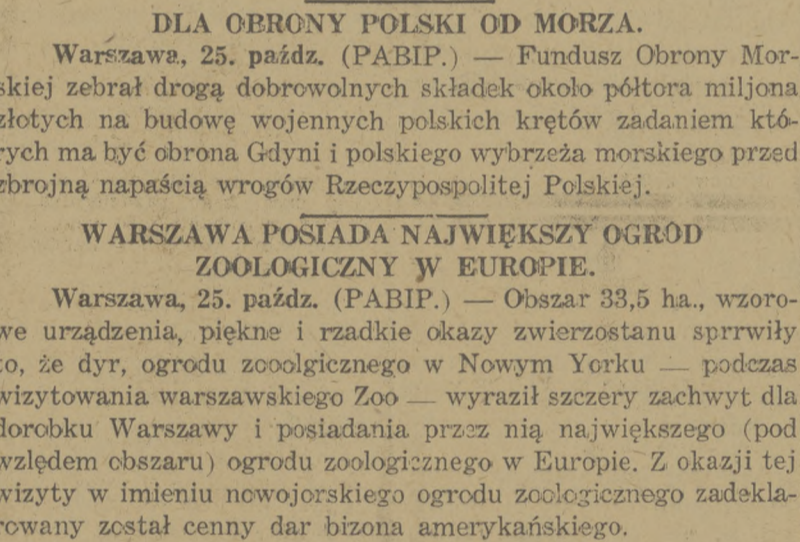 DLA OBRONY POLSKI OD MORZA.
Warszawa, 25. paźdz. (PABIP.) — Fundusz Obrony Mor-
skiej zebrał drogą dobrowolnych składek około półtora miljona
złotych na budowę wojennych polskich krętów zadaniem któ-
rych ma być obrona Gdyni i polskiego wybrzeża morskiego przed
zbrojną napaścią wrogów Rzeczypospolitej Polskiej.
WARSZAWA POSIADA NAJWIĘKSZY OGRÓD
ZOOLOGICZNY W EUROPIE.
Warszawa, 25. paźdz. (PABIP.) — Obszar 33,5 ha., wzoro-
we urządzenia, piękne i rzadkie okazy zwierzostanu sprrwiły
to, że dyr, ogrodu zooolgicznego w Nowym Yorku — podczas
wizytowania warszawskiego Zoo — wyraził szczery zachwyt dla
dorobku Warszawy i posiadania przez nią największego (pod
względem obszaru) ogrodu zoologicznego w Europie. Z okazji tej
wizyty w imieniu nowojorskiego ogrodu zoologicznego zadekla-
rowany został cenny dar bizona amerykańskiego.